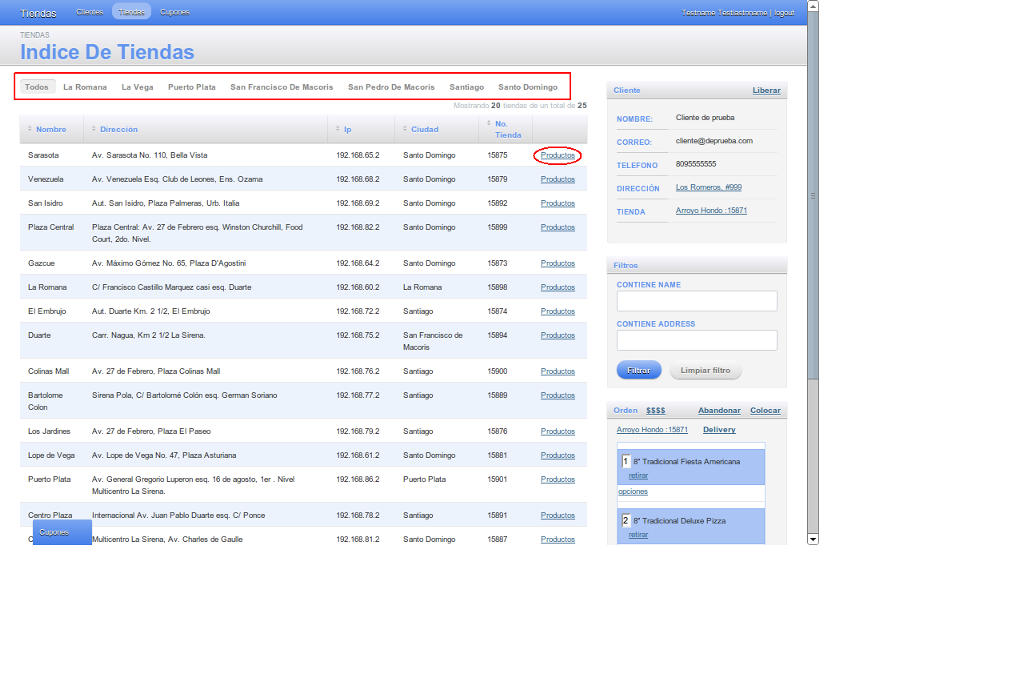 Tiendas Clientes Tiendas Cupones Testname Testlastname | logout
TIENDAS
Indice De Tiendas
Todos La Romana La Vega Puerto Plata San Francisco De Macoris San Pedro De Macoris Santiago Santo Domingo
Mostrando 20 tiendas de un total de 25
Nombre Dirección Ip Ciudad No. Tienda
Sarasota Av. Sarasota No. 110, Bella Vista 192.168.65.2 Santo Domingo 15875 Productos
Venezuela Av. Venezuela Esq. Club de Leones, Ens. Ozama 192.168.68.2 Santo Domingo 15879 Productos
San Isidro Aut. San Isidro, Plaza Palmeras, Urb. Italia 192.168.69.2 Santo Domingo 15892 Productos
Plaza Central Plaza Central: Av. 27 de Febrero esq. Winston Churchill, Food 192.168.82.2 Santo Domingo 15899 Productos
Court, 2do. Nivel.
Gazcue Av. Máximo Gómez No. 65, Plaza D'Agostini 192.168.64.2 Santo Domingo 15873 Productos
La Romana C/ Francisco Castillo Marquez casi esq. Duarte 192.168.60.2 La Romana 15898 Productos
El Embrujo Aut. Duarte Km. 2 1/2, El Embrujo 192.168.72.2 Santiago 15874 Productos
Duarte Carr. Nagua, Km 2 1/2 La Sirena. 192.168.75.2 San Francisco de 15894 Productos
Macoris
Colinas Mall Av. 27 de Febrero, Plaza Colinas Mall 192.168.76.2 Santiago 15900 Productos
Bartolome Sirena Pola, C/ Bartolomé Colón esq. German Soriano 192.168.77.2 Santiago 15889 Productos
Colon
Los Jardines Av. 27 de Febrero, Plaza El Paseo 192.168.79.2 Santiago 15876 Productos
Lope de Vega Av. Lope de Vega No. 47, Plaza Asturiana 192.168.61.2 Santo Domingo 15881 Productos
Puerto Plata Av. General Gregorio Luperon esq. 16 de agosto, 1er . Nivel 192.168.86.2 Puerto Plata 15901 Productos
Multicentro La Sirena.
Centro Plaza Internacional Av. Juan Pablo Duarte esq. C/ Ponce 192.168.78.2 Santiago 15891 Productos
Cupones
Multicentro La Sirena, Av. Charles de Gaulle 192.168.81.2 Santo Domingo 15887 Productos
Cliente Liberar
NOMBRE: Cliente de prueba
CORREO: cliente@deprueba.com
TELEFONO 8095555555
DIRECCIÓN Los Romeros, #999
TIENDA Arroyo Hondo :15871
Filtros
CONTIENE NAME
CONTIENE ADDRESS
Filtrar Limpiar filtro
Orden $$$$ Abandonar Colocar
Arroyo Hondo :15871 Delivery
1 8" Tradicional Fiesta Americana
retirar
opciones
2 8" Tradicional Deluxe Pizza
retirar